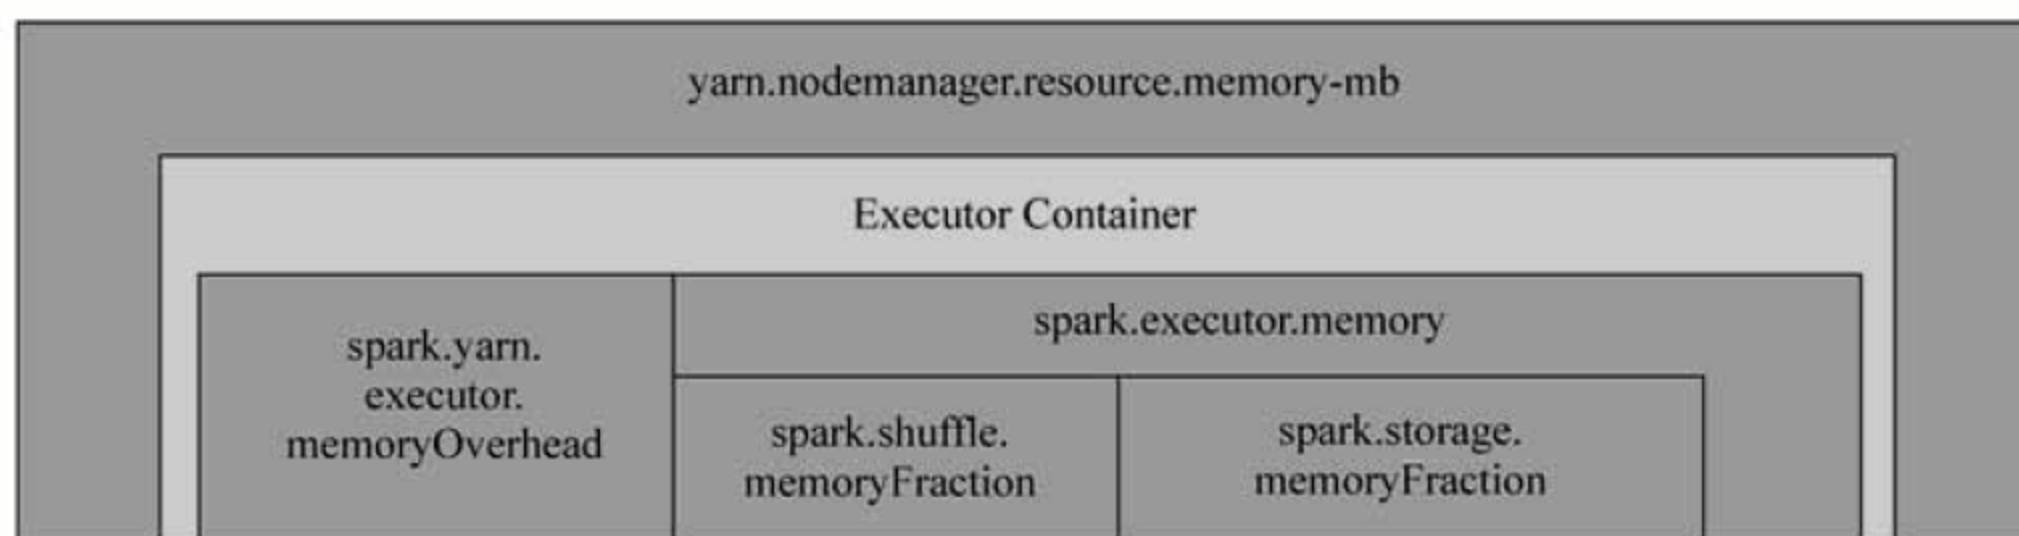 yarn.nodemanager.resource.memory-mb
Executor Container
spark.yarn.
executor.
memoryOverhead
spark.executor.memory
spark.shuffle.
memoryFraction
spark.storage.
memoryFraction